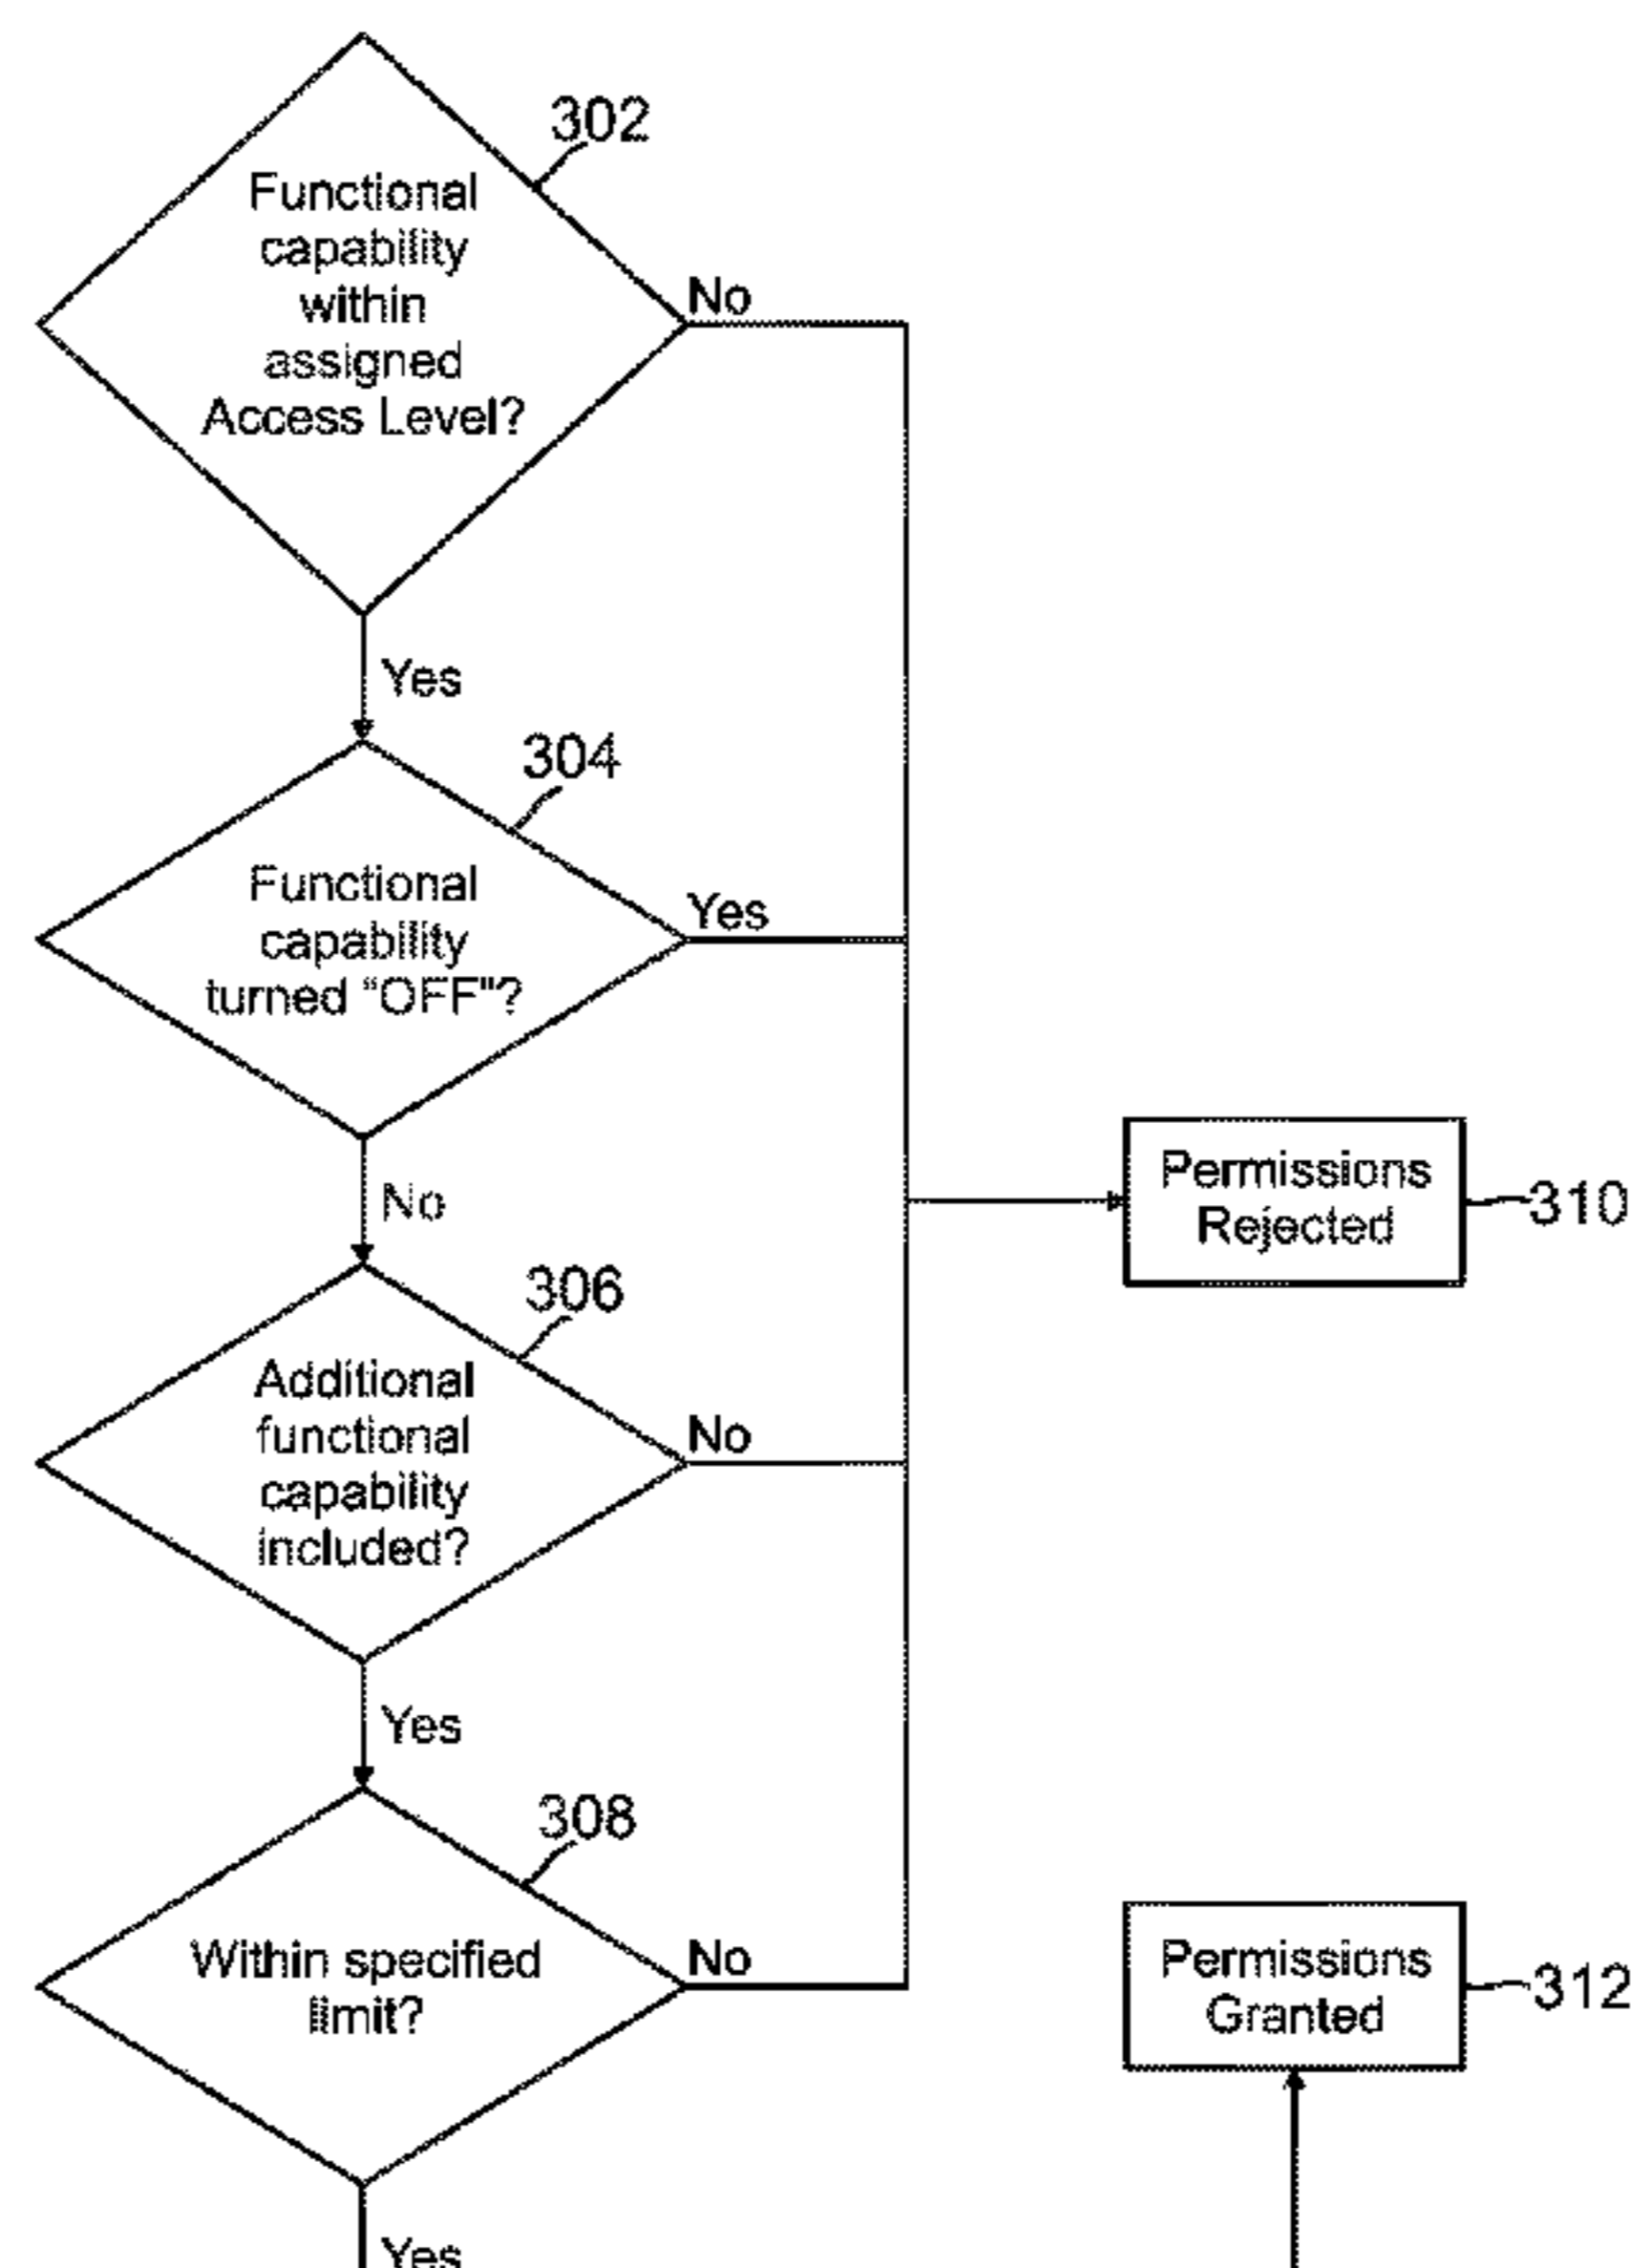 302
Functional
capability
within
assigned
Access Level?
No
Yes
304
Functional
capability
turned “OFF"?
Yes
No
306
Additional
functional
capability
included?
No
Yes
308
Within specified
limit?
No
Yes
Permissions
Rejected
310
Permissions
Granted
312